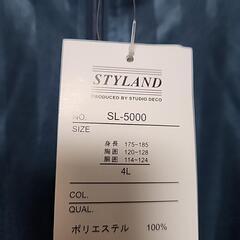 STYLAND
PRODUCED BY STUDIO DECO
NO. SL-5000
SIZE
身長 175-185
胸囲 120-128
胴囲 114-124
4L
COL.
QUAL.
ポリエステル 100%